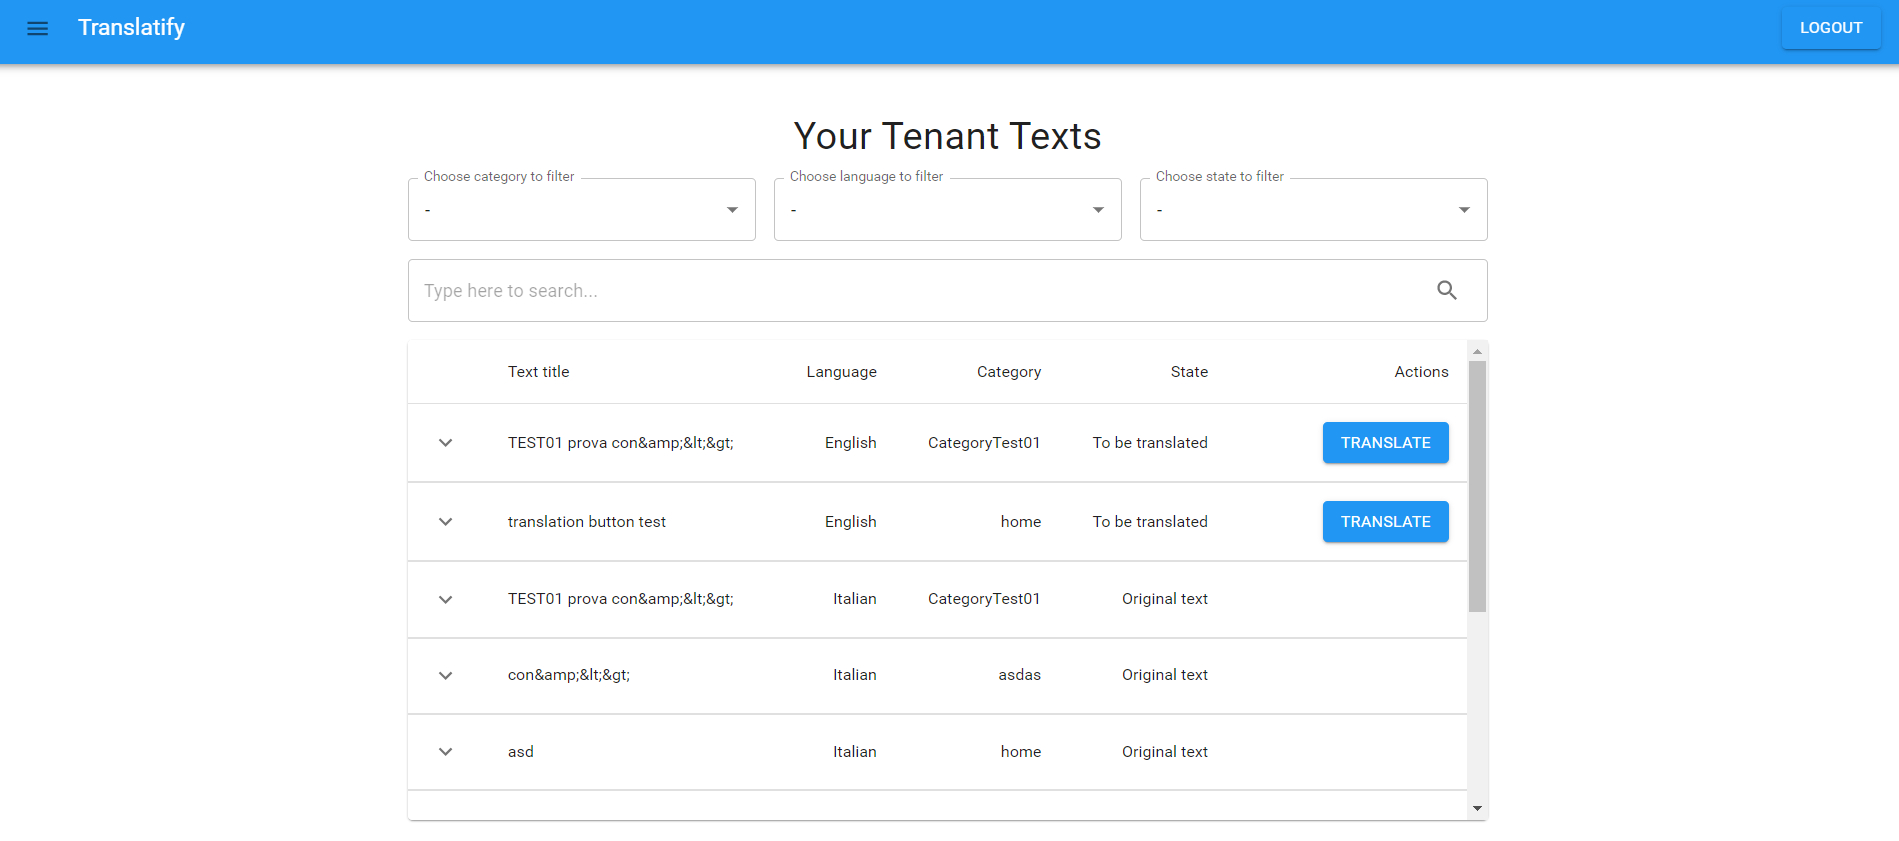 Translatify
LOGOUT
Your Tenant Texts
Choose category to filter
Choose language to filter
Choose state to filter
-
-
-
Type here to search...
Text title Language Category State Actions
TEST01 prova con&amp;&lt;&gt; English CategoryTest01 To be translated TRANSLATE
translation button test English home To be translated TRANSLATE
TEST01 prova con&amp;&lt;&gt; Italian CategoryTest01 Original text
con&amp;&lt;&gt; Italian asdas Original text
asd Italian home Original text